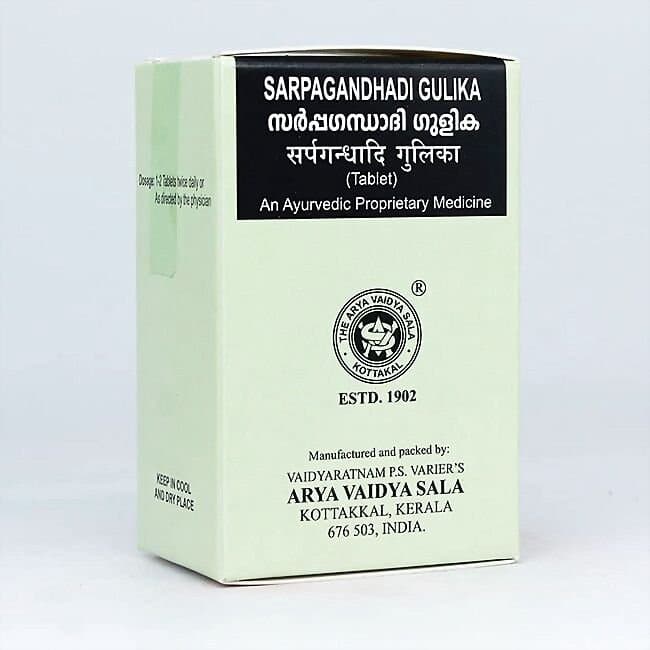 SARPAGANDHADI GULIKA
സർപ്പഗന്ധാദി ഗുളിക
सर्पगन्धादि गुलिका
(Tablet)
An Ayurvedic Proprietary Medicine
Dosage: 1-2 Tablets twice daily or
As directed by the physician
®
THE ARYA VAIDYA SALA
KOTTAKAL
ESTD. 1902
Manufactured and packed by:
VAIDYARATNAM P.S. VARIER'S
ARYA VAIDYA SALA
KOTTAKKAL, KERALA
676 503, INDIA.
KEEP IN COOL
AND DRY PLACE